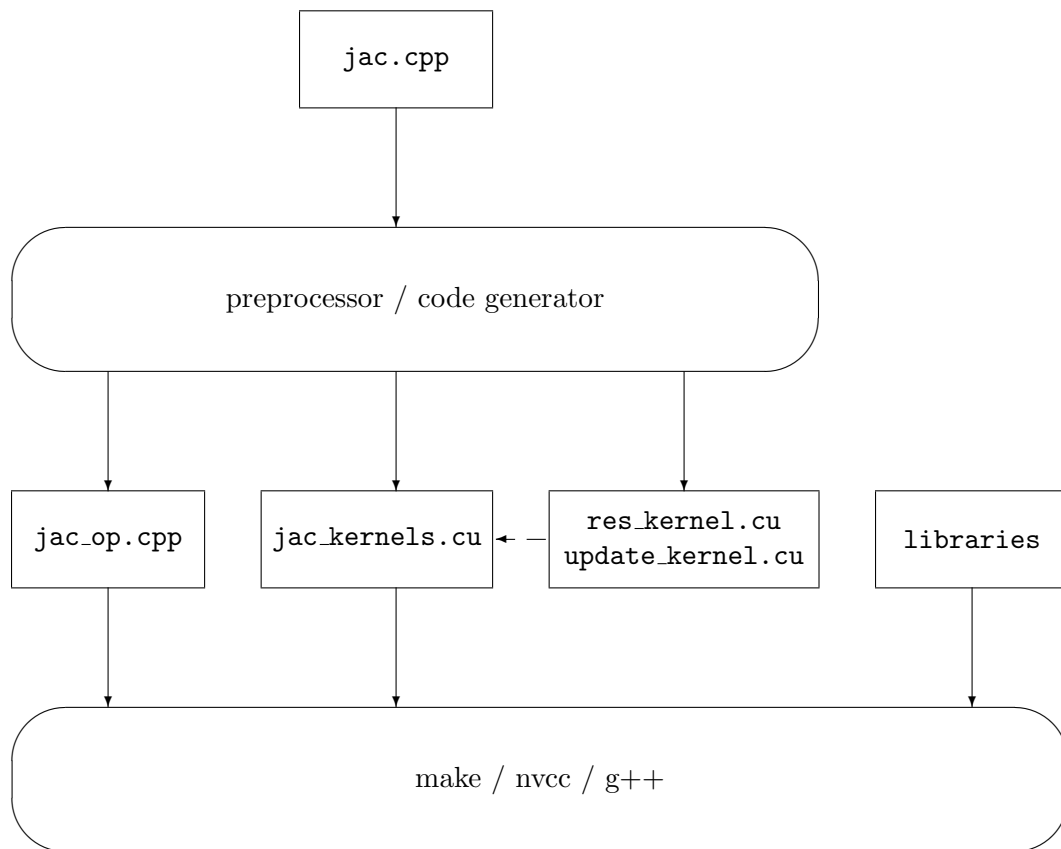 jac.cpp
preprocessor / code generator
jac_op.cpp
jac_kernels.cu
res_kernel.cu
update_kernel.cu
libraries
make / nvcc / g++